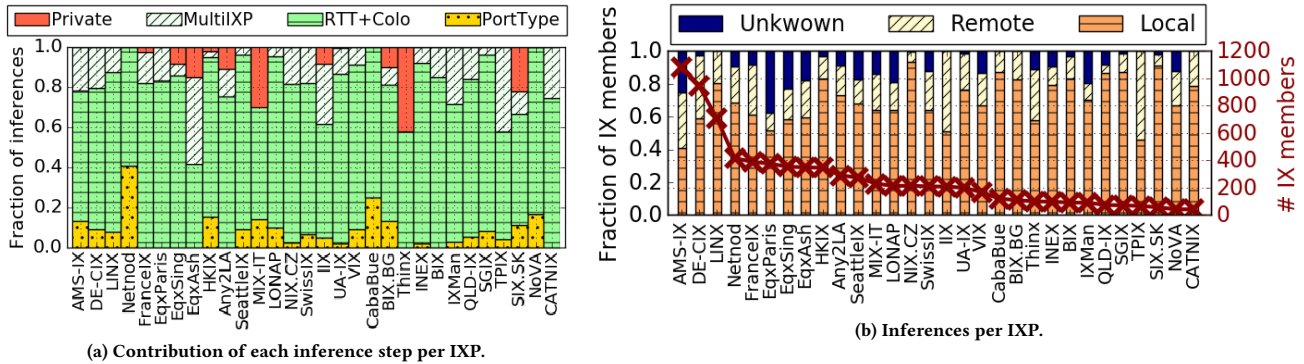 Private MultiIXP RTT+Colo PortType
Fraction of inferences
1.0
0.8
0.6
0.4
0.2
0.0
AMS-IX
DE-CIX
LINX
Netnod
FranceIX
EqxParis
EqxSing
EqxAsh
HKIX
Any2LA
SeattleIX
MIX-IT
LONAP
NIX.CZ
SwissIX
IIX
UA-IX
VIX
CabaBue
BIX.BG
ThinX
INEX
BIX
IXMan
QLD-IX
SGIX
TPIX
SIX.SK
NoVA
CATNIX
(a) Contribution of each inference step per IXP.
Unkwown Remote Local
Fraction of IX members
1.0
0.8
0.6
0.4
0.2
0.0
1200
1000
800
600
400
200
0
# IX members
AMS-IX
DE-CIX
LINX
Netnod
FranceIX
EqxParis
EqxSing
EqxAsh
HKIX
Any2LA
SeattleIX
MIX-IT
LONAP
NIX.CZ
SwissIX
IIX
UA-IX
VIX
CabaBue
BIX.BG
ThinX
INEX
BIX
IXMan
QLD-IX
SGIX
TPIX
SIX.SK
NoVA
CATNIX
(b) Inferences per IXP.